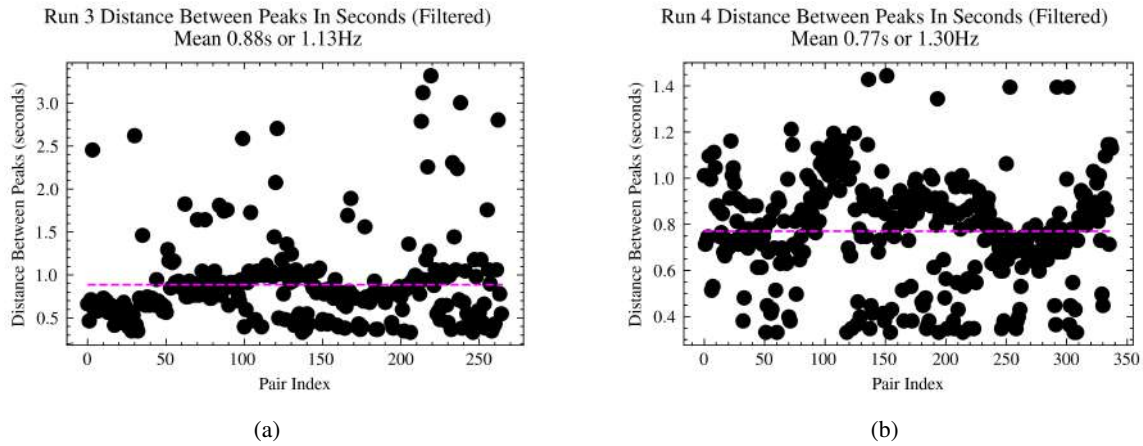 Run 3 Distance Between Peaks In Seconds (Filtered)
Mean 0.88s or 1.13Hz
Distance Between Peaks (seconds)
3.0
2.5
2.0
1.5
1.0
0.5
0
50
100
150
200
250
Pair Index
(a)
Run 4 Distance Between Peaks In Seconds (Filtered)
Mean 0.77s or 1.30Hz
Distance Between Peaks (seconds)
1.4
1.2
1.0
0.8
0.6
0.4
0
50
100
150
200
250
300
350
Pair Index
(b)